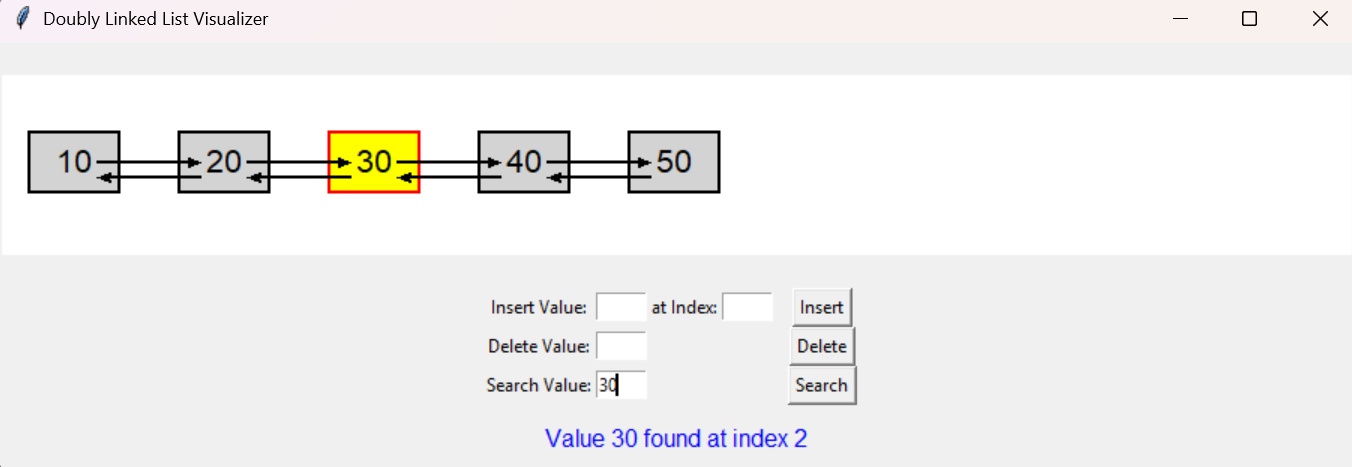 Doubly Linked List Visualizer
10 20 30 40 50
Insert Value: at Index: Insert
Delete Value: Delete
Search Value: 30 Search
Value 30 found at index 2